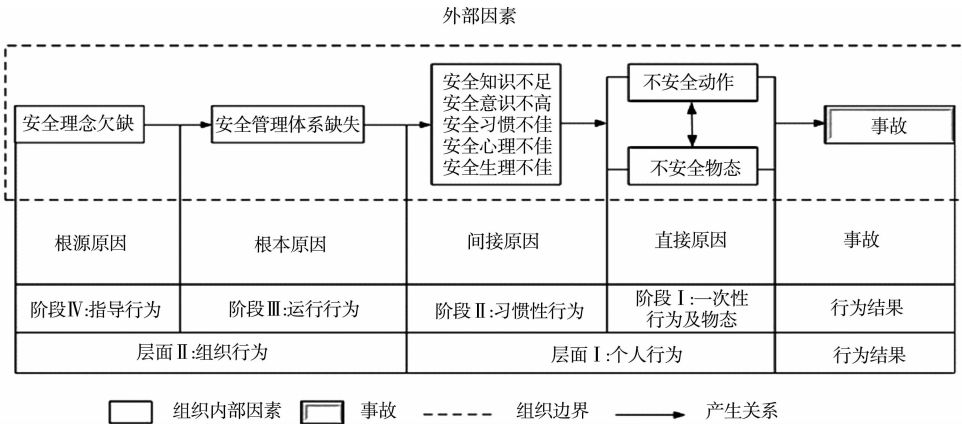 外部因素
安全理念欠缺
安全管理体系缺失
安全知识不足
安全意识不高
安全习惯不佳
安全心理不佳
安全生理不佳
不安全动作
不安全物态
事故
根源原因
根本原因
间接原因
直接原因
事故
阶段Ⅳ:指导行为
阶段Ⅲ:运行行为
阶段Ⅱ:习惯性行为
阶段Ⅰ:一次性
行为及物态
行为结果
层面Ⅱ:组织行为
层面Ⅰ:个人行为
行为结果
组织内部因素
事故
组织边界
产生关系